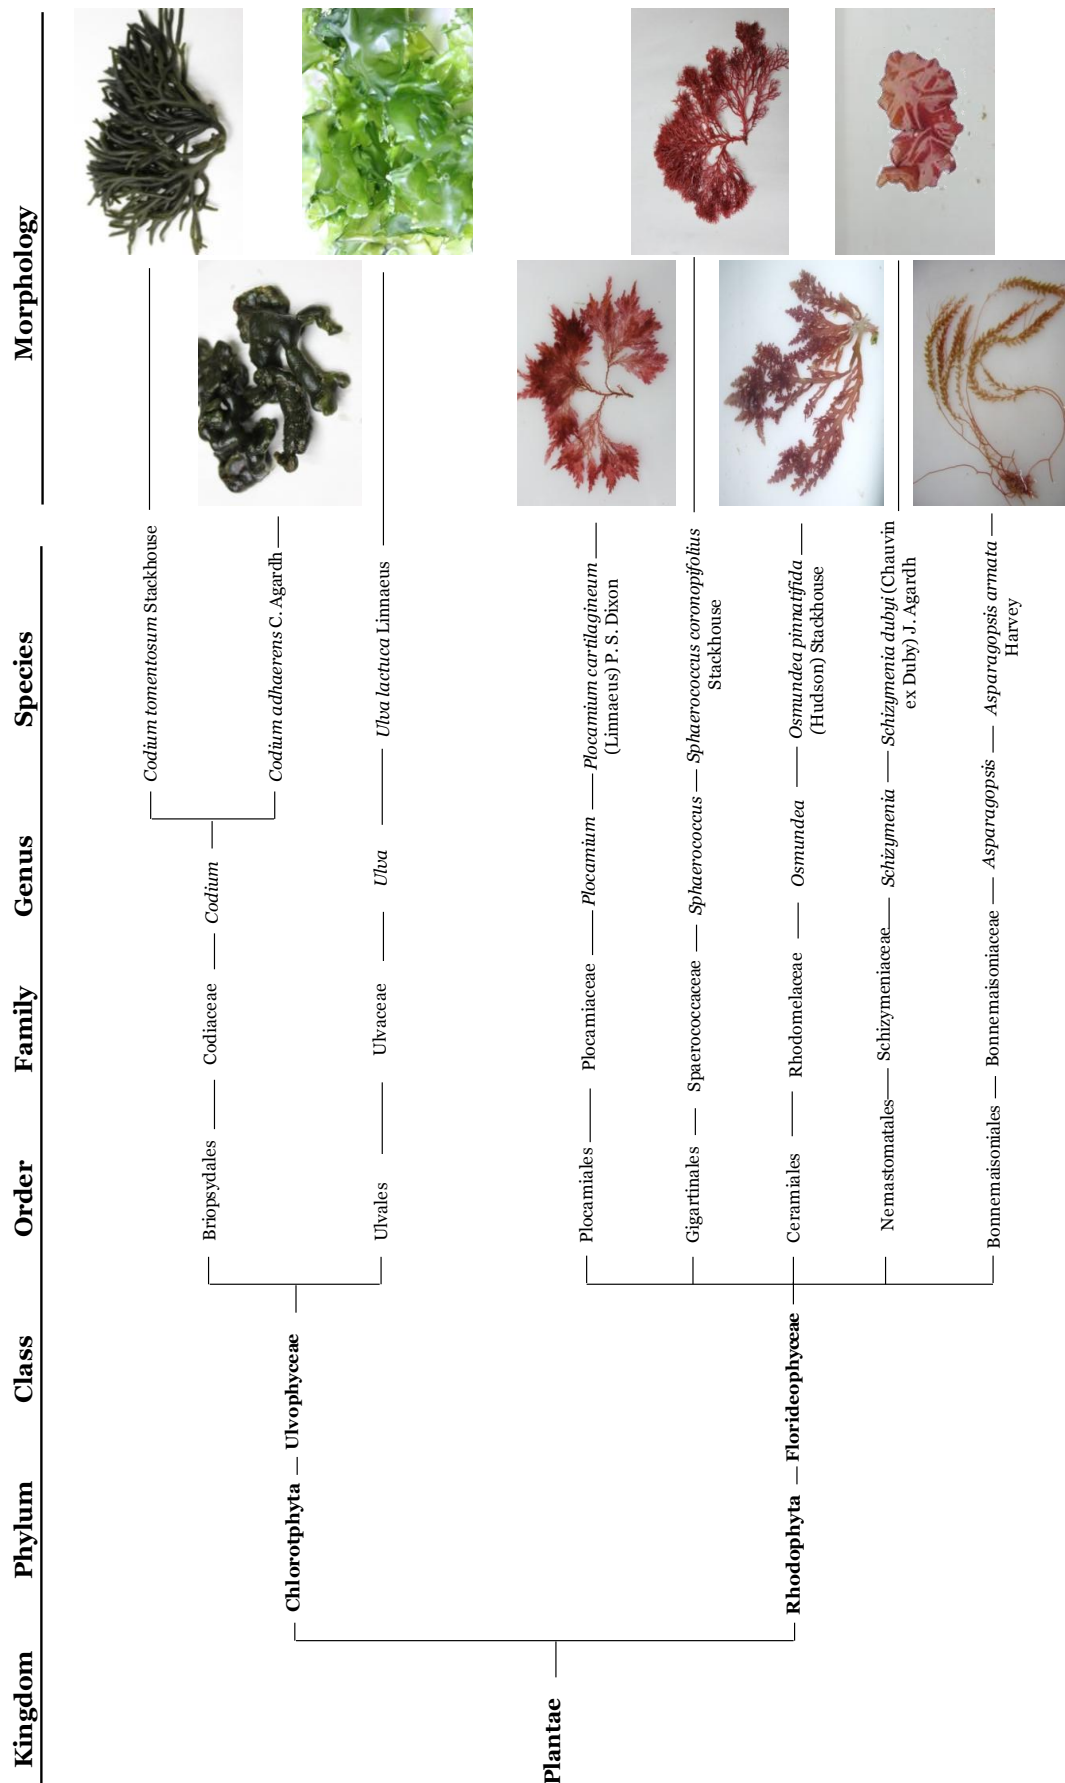 Kingdom
Phylum
Class
Order
Family
Genus
Species
Morphology
Plantae
Chlorotphyta
Ulvophyceae
Briopsydales
Codiaceae
Codium
Codium tomentosum Stackhouse
Codium adhaerens C. Agardh
Ulvales
Ulvaceae
Ulva
Ulva lactuca Linnaeus
Rhodophyta
Florideophyceae
Plocamiales
Plocamiaceae
Plocamium
Plocamium cartilagineum
(Linnaeus) P. S. Dixon
Gigartinales
Spaerococcaceae
Sphaerococcus
Sphaerococcus coronopifolius
Stackhouse
Ceramiales
Rhodomelaceae
Osmundea
Osmundea pinnatifida
(Hudson) Stackhouse
Nemastomatales
Schizymeniaceae
Schizymenia
Schizymenia dubyi (Chauvin
ex Duby) J. Agardh
Bonnemaisoniales
Bonnemaisoniaceae
Asparagopsis
Asparagopsis armata
Harvey